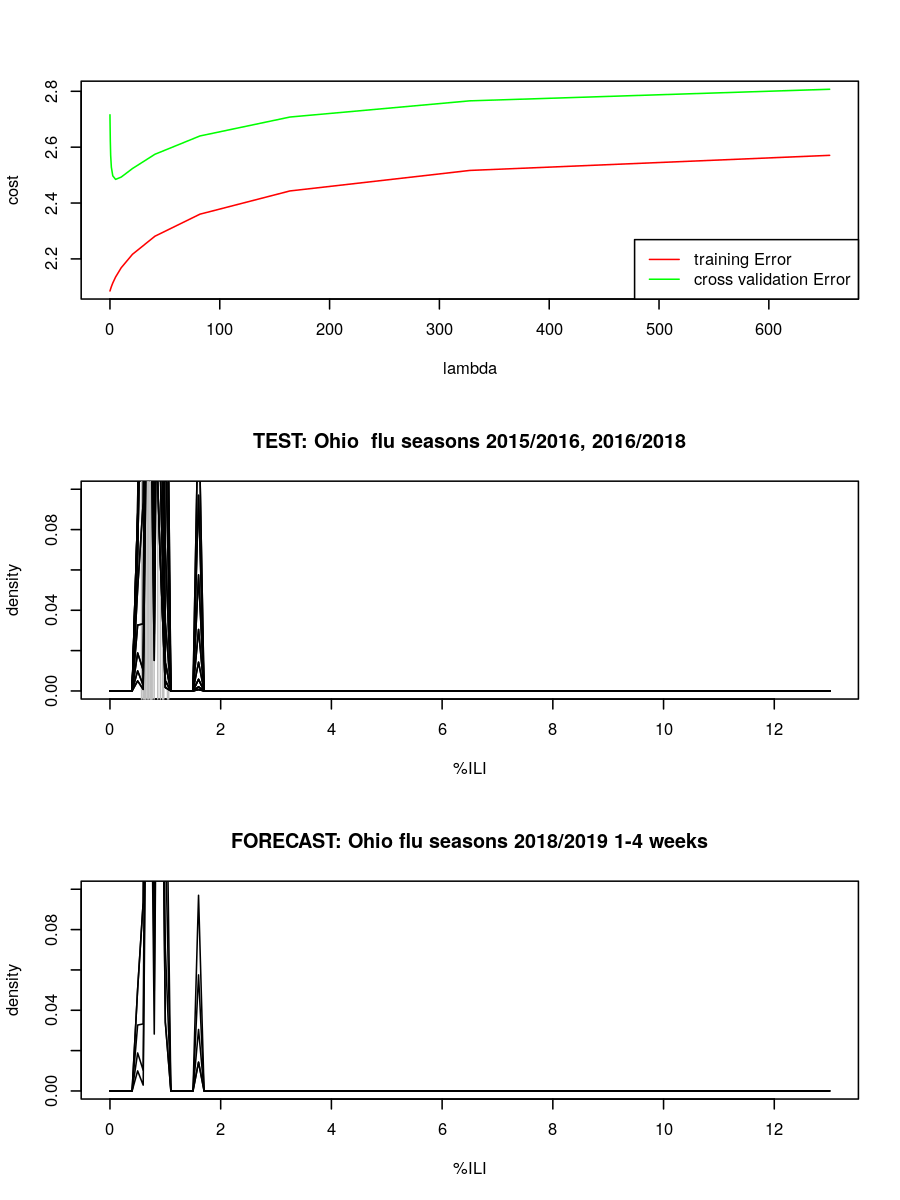 2.8
2.6
2.4
2.2
cost
training Error
cross validation Error
0 100 200 300 400 500 600
lambda
TEST: Ohio  flu seasons 2015/2016, 2016/2018
0.08
0.04
0.00
density
0 2 4 6 8 10 12
%ILI
FORECAST: Ohio flu seasons 2018/2019 1-4 weeks
0.08
0.04
0.00
density
0 2 4 6 8 10 12
%ILI